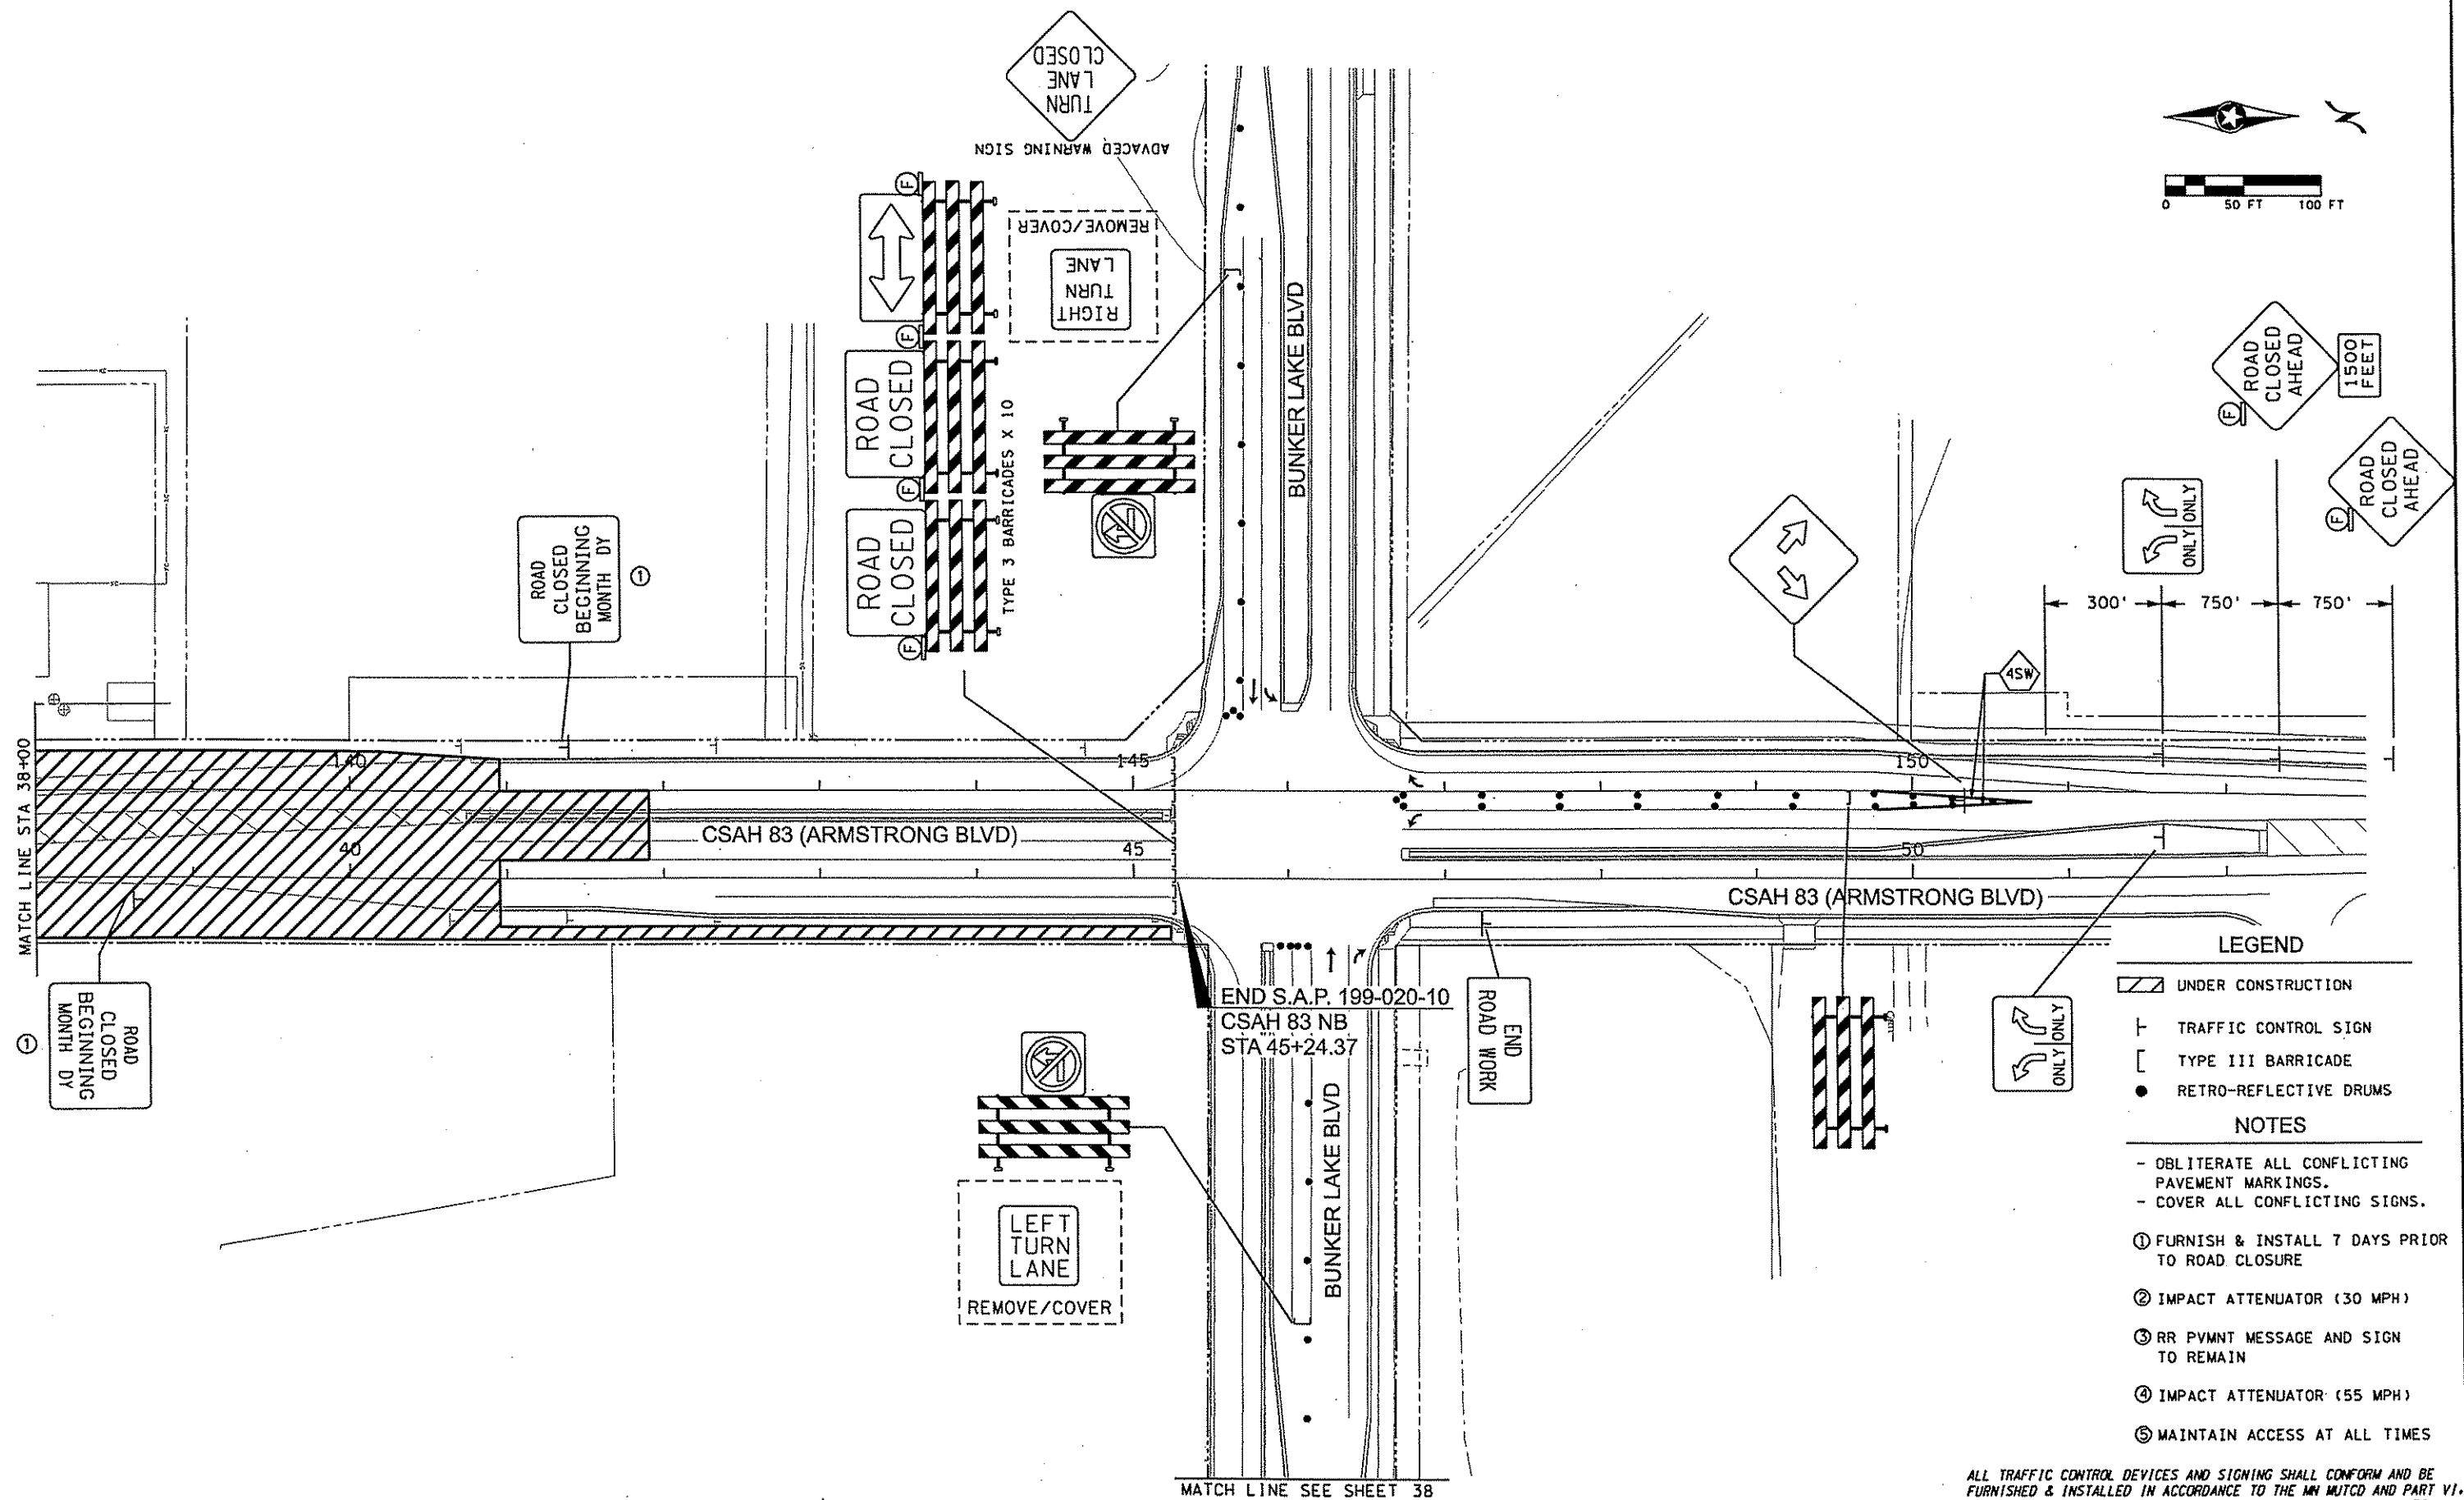 TURN
LANE
CLOSED
ADVACED WARNING SIGN
REMOVE/COVER
RIGHT
TURN
LANE
F
F
F
F
ROAD
CLOSED
ROAD
CLOSED
TYPE 3 BARRICADES X 10
BUNKER LAKE BLVD
0 50 FT 100 FT
ROAD
CLOSED
AHEAD
1500
FEET
F
ROAD
CLOSED
AHEAD
F
ONLY ONLY
300' 750' 750'
4SW
ROAD
CLOSED
BEGINNING
MONTH DY
①
MATCH LINE STA 38+00
140
145
150
CSAH 83 (ARMSTRONG BLVD)
40
45
50
CSAH 83 (ARMSTRONG BLVD)
ROAD
CLOSED
BEGINNING
MONTH DY
①
END S.A.P. 199-020-10
CSAH 83 NB
STA 45+24.37
END
ROAD WORK
ONLY ONLY
BUNKER LAKE BLVD
LEFT
TURN
LANE
REMOVE/COVER
MATCH LINE SEE SHEET 38
LEGEND
UNDER CONSTRUCTION
TRAFFIC CONTROL SIGN
TYPE III BARRICADE
RETRO-REFLECTIVE DRUMS
NOTES
- OBLITERATE ALL CONFLICTING
PAVEMENT MARKINGS.
- COVER ALL CONFLICTING SIGNS.
① FURNISH & INSTALL 7 DAYS PRIOR
TO ROAD CLOSURE
② IMPACT ATTENUATOR (30 MPH)
③ RR PVMNT MESSAGE AND SIGN
TO REMAIN
④ IMPACT ATTENUATOR (55 MPH)
⑤ MAINTAIN ACCESS AT ALL TIMES
ALL TRAFFIC CONTROL DEVICES AND SIGNING SHALL CONFORM AND BE
FURNISHED & INSTALLED IN ACCORDANCE TO THE MN MUTCD AND PART VI,